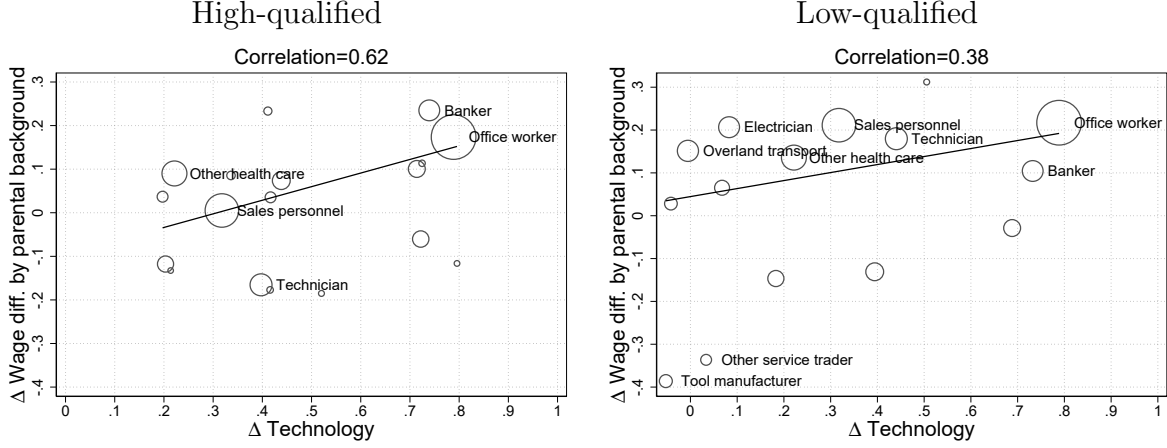 High-qualified
Correlation=0.62
Δ Wage diff. by parental background
.3
.2
.1
0
-.1
-.2
-.3
-.4
Banker
Office worker
Other health care
Sales personnel
Technician
0 .1 .2 .3 .4 .5 .6 .7 .8 .9 1
Δ Technology
Low-qualified
Correlation=0.38
Δ Wage diff. by parental background
.3
.2
.1
0
-.1
-.2
-.3
-.4
Electrician
Sales personnel
Office worker
Technician
Overland transport
Other health care
Banker
Other service trader
Tool manufacturer
0 .1 .2 .3 .4 .5 .6 .7 .8 .9 1
Δ Technology